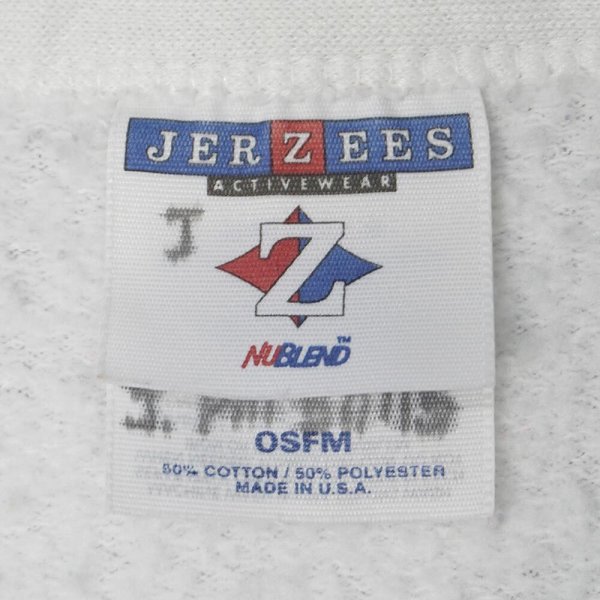 JERZEES
ACTIVEWEAR
J
Z
NUBLEND™
J.
OSFM
50% COTTON / 50% POLYESTER
MADE IN U.S.A.